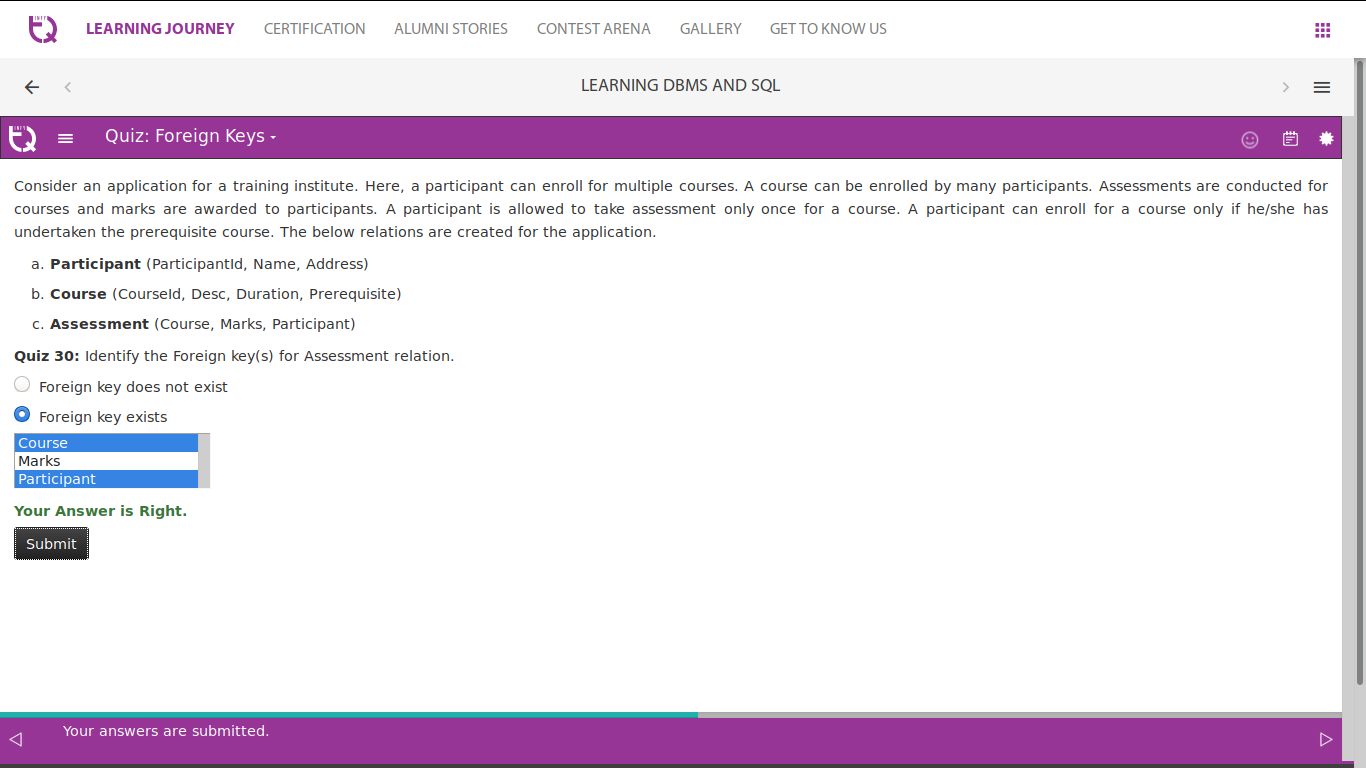 INFY TQ LEARNING JOURNEY CERTIFICATION ALUMNI STORIES CONTEST ARENA GALLERY GET TO KNOW US
LEARNING DBMS AND SQL
INFY TQ Quiz: Foreign Keys
Consider an application for a training institute. Here, a participant can enroll for multiple courses. A course can be enrolled by many participants. Assessments are conducted for
courses and marks are awarded to participants. A participant is allowed to take assessment only once for a course. A participant can enroll for a course only if he/she has
undertaken the prerequisite course. The below relations are created for the application.
a. Participant (ParticipantId, Name, Address)
b. Course (CourseId, Desc, Duration, Prerequisite)
c. Assessment (Course, Marks, Participant)
Quiz 30: Identify the Foreign key(s) for Assessment relation.
Foreign key does not exist
Foreign key exists
Course
Marks
Participant
Your Answer is Right.
Submit
Your answers are submitted.